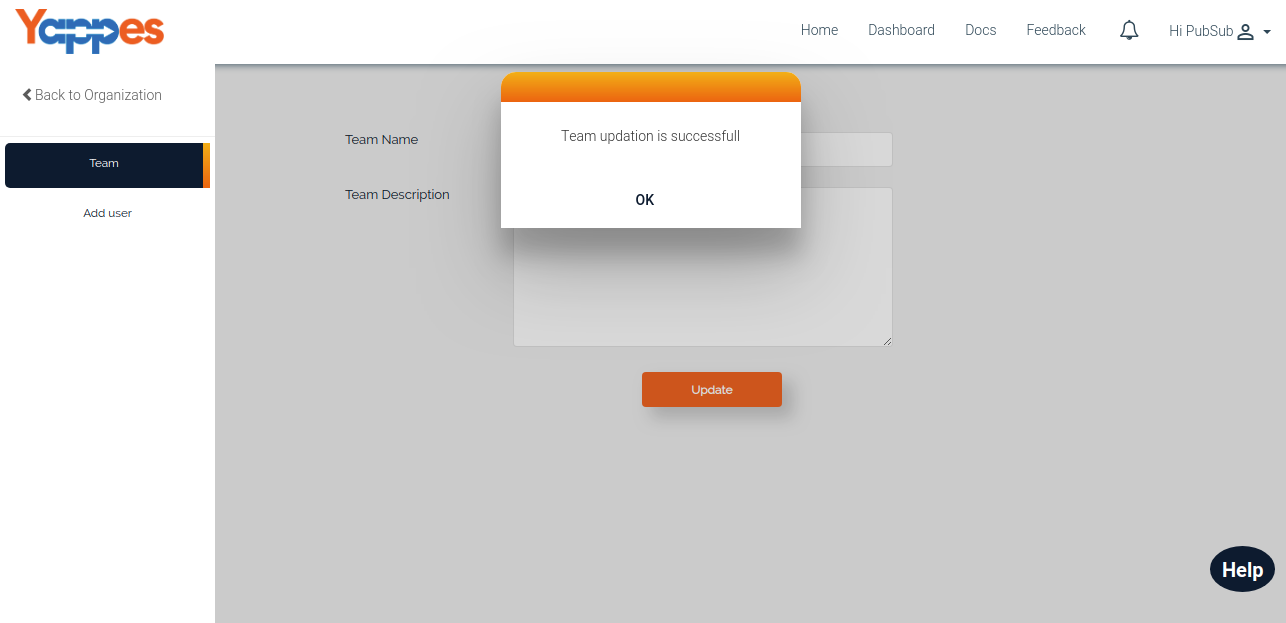 Yappes
Home Dashboard Docs Feedback Hi PubSub
Back to Organization
Team
Add user
Team Name
Team Description
Team updation is successfull
OK
Update
Help